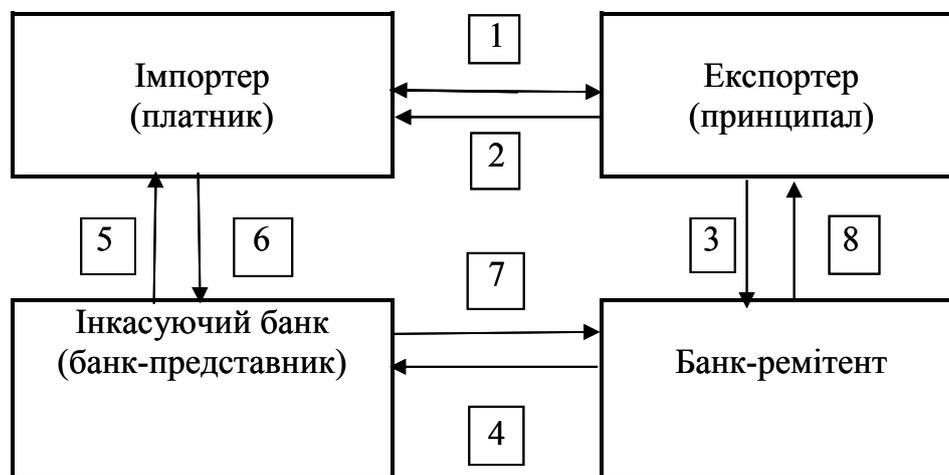 1
Імпортер
(платник)
Експортер
(принципал)
2
5
6
3
8
7
Інкасуючий банк
(банк-представник)
Банк-ремітент
4